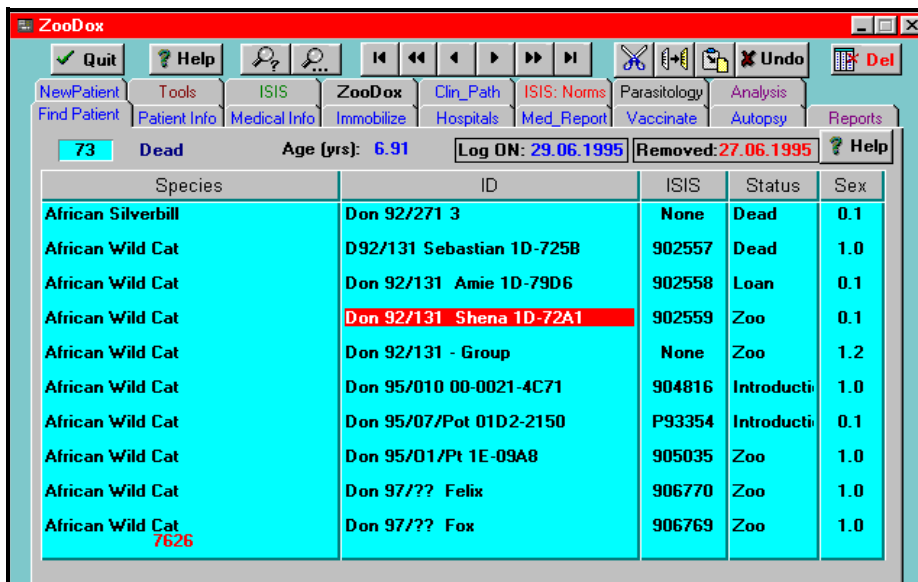 ZooDox
Quit Help Undo Del
NewPatient Tools ISIS ZooDox Clin_Path ISIS: Norms Parasitology Analysis
Find Patient Patient Info Medical Info Immobilize Hospitals Med_Report Vaccinate Autopsy Reports
73 Dead Age (yrs): 6.91 Log ON: 29.06.1995 Removed:27.06.1995 Help
Species ID ISIS Status Sex
African Silverbill Don 92/271 3 None Dead 0.1
African Wild Cat D92/131 Sebastian 1D-725B 902557 Dead 1.0
African Wild Cat Don 92/131 Amie 1D-79D6 902558 Loan 0.1
African Wild Cat Don 92/131 Shena 1D-72A1 902559 Zoo 0.1
African Wild Cat Don 92/131 - Group None Zoo 1.2
African Wild Cat Don 95/010 00-0021-4C71 904816 Introducti 1.0
African Wild Cat Don 95/07/Pot 01D2-2150 P93354 Introducti 0.1
African Wild Cat Don 95/01/Pt 1E-09A8 905035 Zoo 1.0
African Wild Cat Don 97/?? Felix 906770 Zoo 1.0
African Wild Cat Don 97/?? Fox 906769 Zoo 1.0
7626